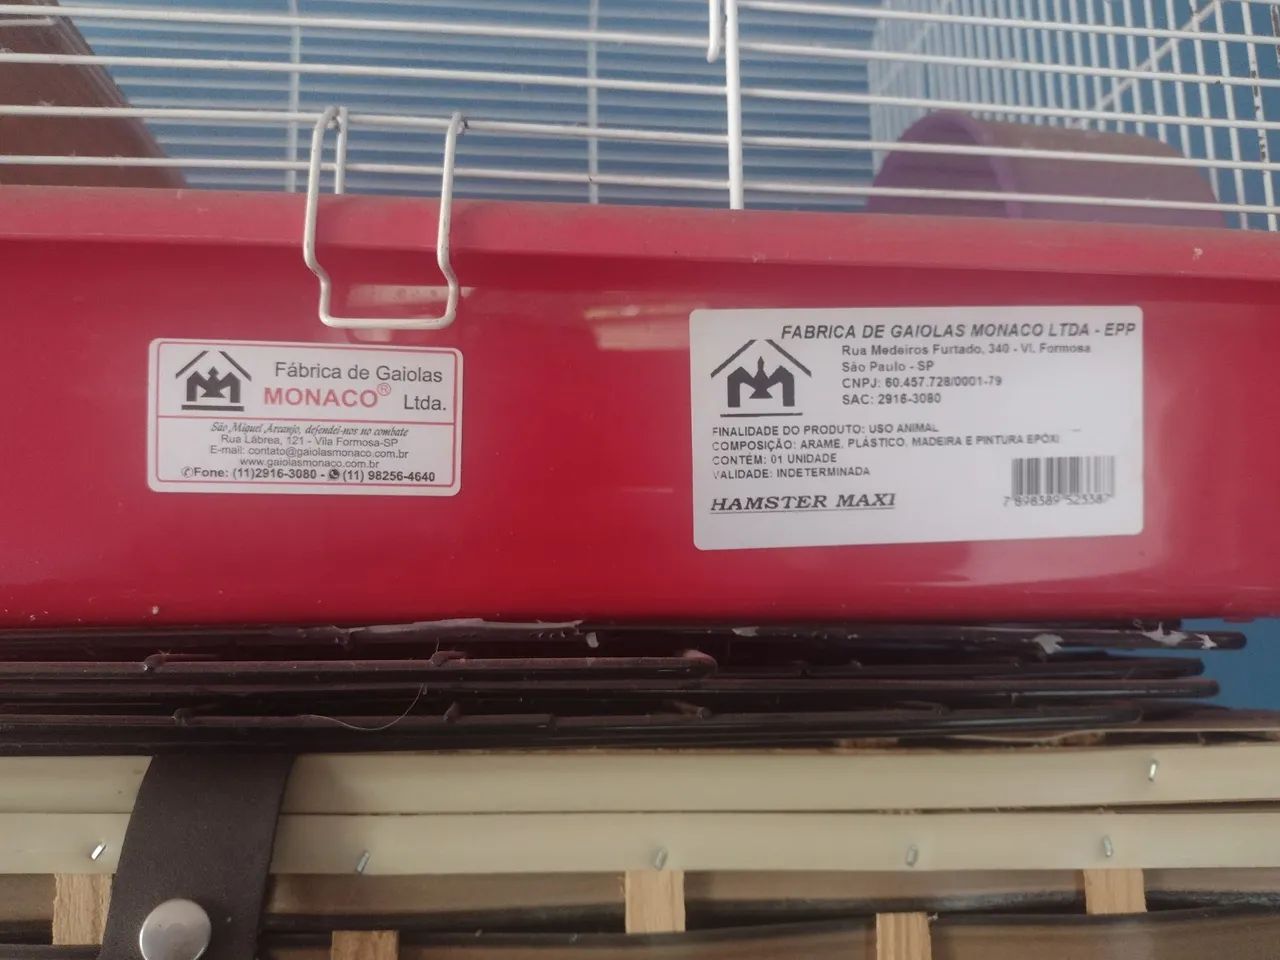 Fábrica de Gaiolas
MONACO® Ltda.
São Miguel Arcanjo, defendei-nos no combate
Rua Lábrea, 121 - Vila Formosa-SP
E-mail: contato@gaiolasmonaco.com.br
www.gaiolasmonaco.com.br
Fone: (11)2916-3080 - (11) 98256-4640
FABRICA DE GAIOLAS MONACO LTDA - EPP
Rua Medeiros Furtado, 340 - Vl. Formosa
São Paulo - SP
CNPJ: 60.457.728/0001-79
SAC: 2916-3080
FINALIDADE DO PRODUTO: USO ANIMAL
COMPOSIÇÃO: ARAME, PLÁSTICO, MADEIRA E PINTURA EPÓXI
CONTÉM: 01 UNIDADE
VALIDADE: INDETERMINADA
HAMSTER MAXI
7 898389 523387